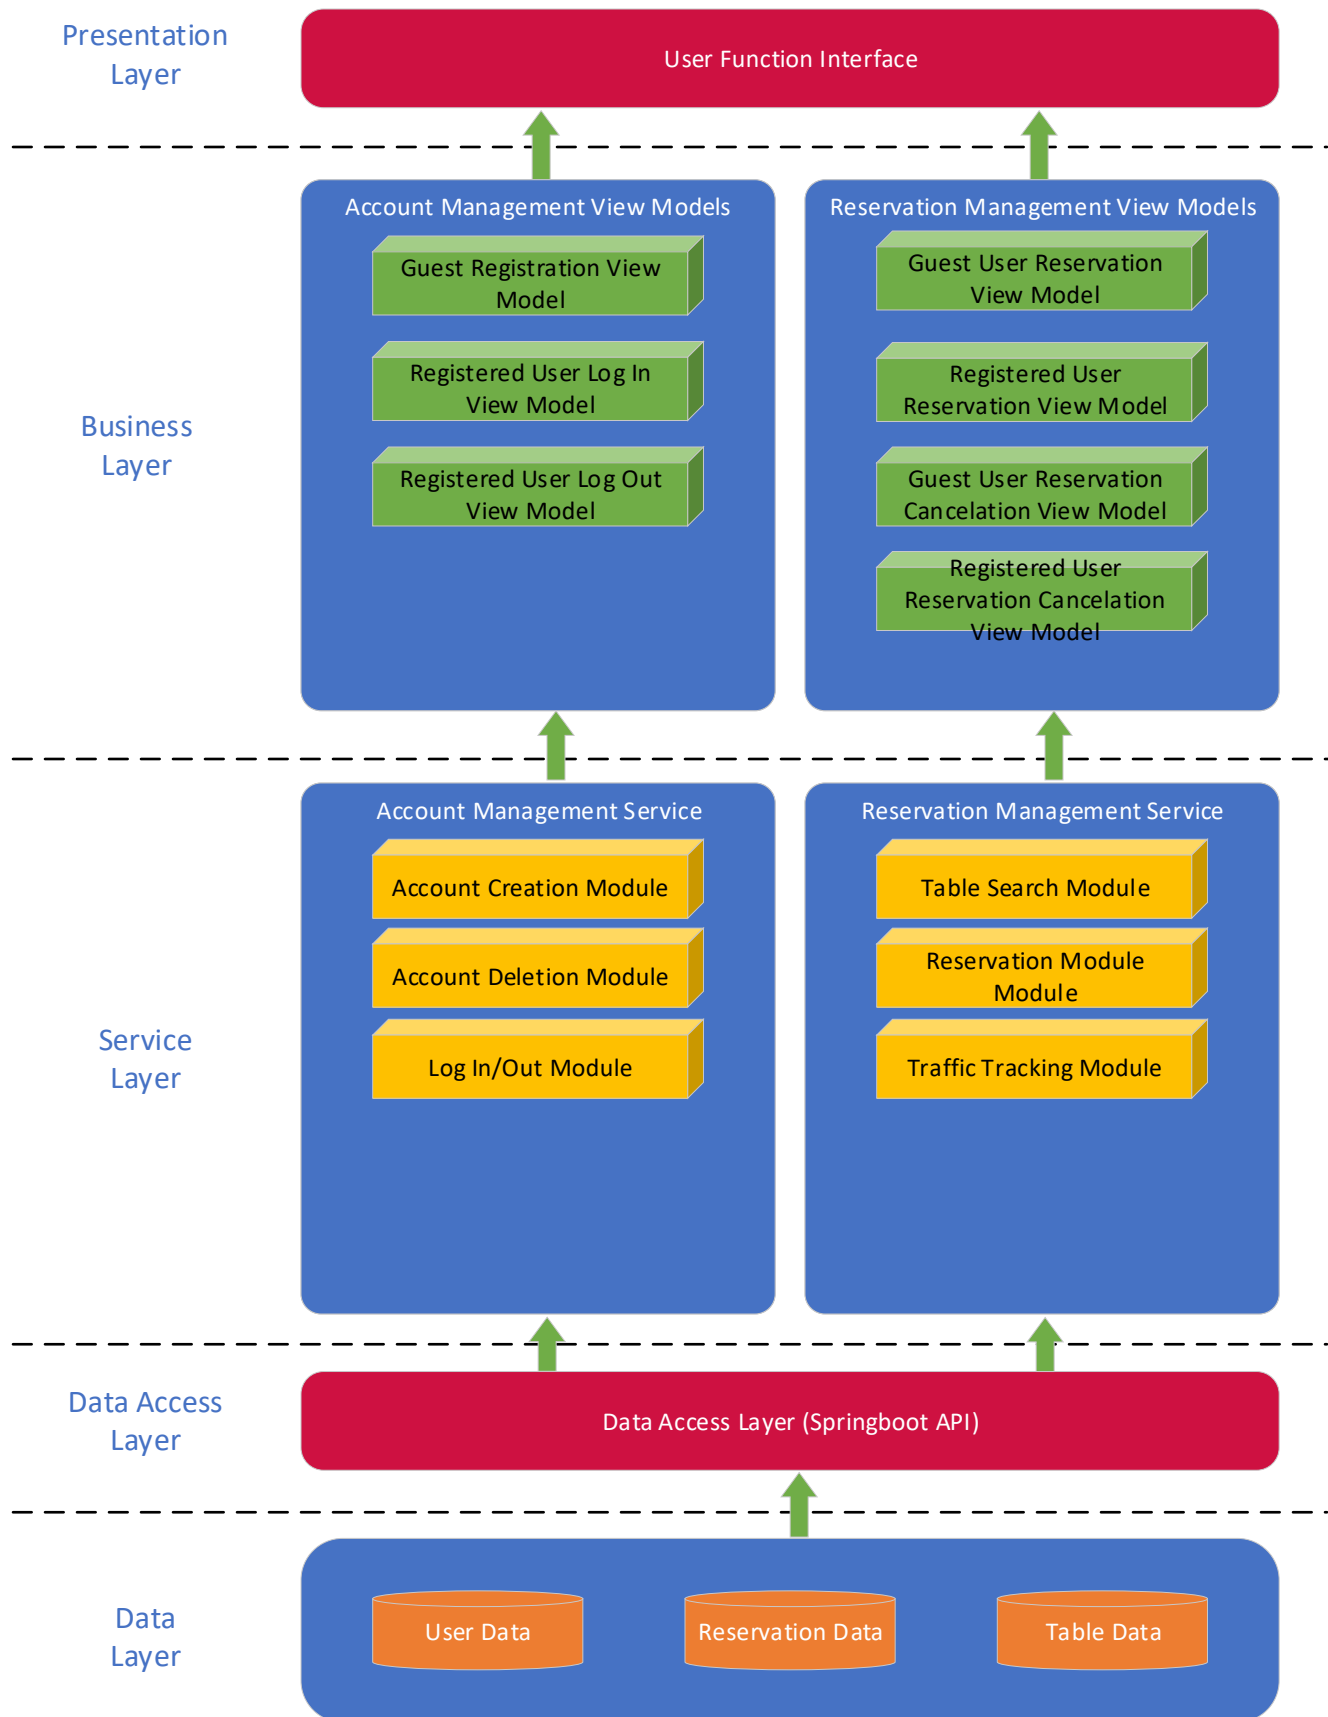 Presentation
Layer
User Function Interface
Business
Layer
Account Management View Models
Guest Registration View
Model
Registered User Log In
View Model
Registered User Log Out
View Model
Reservation Management View Models
Guest User Reservation
View Model
Registered User
Reservation View Model
Guest User Reservation
Cancelation View Model
Registered User
Reservation Cancelation
View Model
Service
Layer
Account Management Service
Account Creation Module
Account Deletion Module
Log In/Out Module
Reservation Management Service
Table Search Module
Reservation Module
Module
Traffic Tracking Module
Data Access
Layer
Data Access Layer (Springboot API)
Data
Layer
User Data
Reservation Data
Table Data